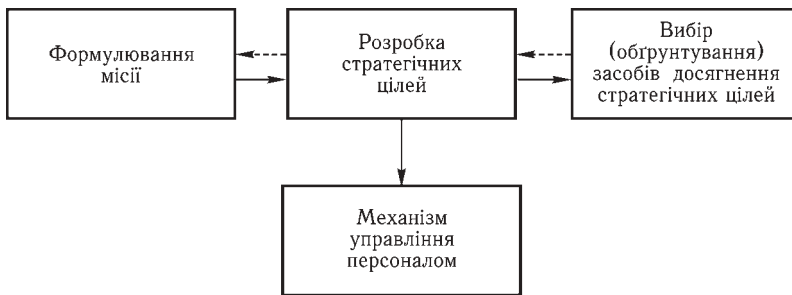 Формулювання
місії
Розробка
стратегічних
цілей
Вибір
(обґрунтування)
засобів досягнення
стратегічних цілей
Механізм
управління
персоналом